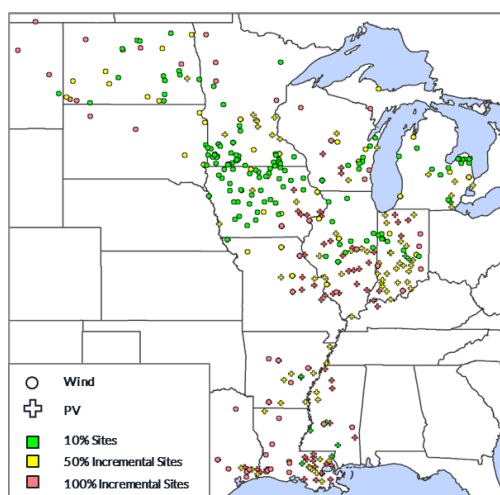 Wind
PV
10% Sites
50% Incremental Sites
100% Incremental Sites